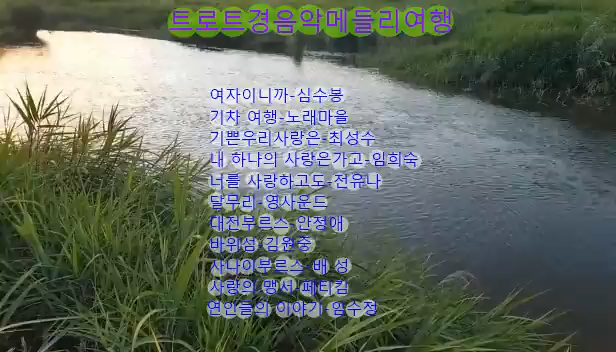 트로트경음악메들리여행
여자이니까-심수봉
기차 여행-노래마을
기쁜우리사랑은-최성수
내 하나의 사랑은가고-임희숙
너를 사랑하고도-전유나
달무리-영사운드
대전부르스-안정애
바위섬-김원중
사나이부르스-배 성
사랑의 맹서-패티킴
연안들의 이야기-임수정